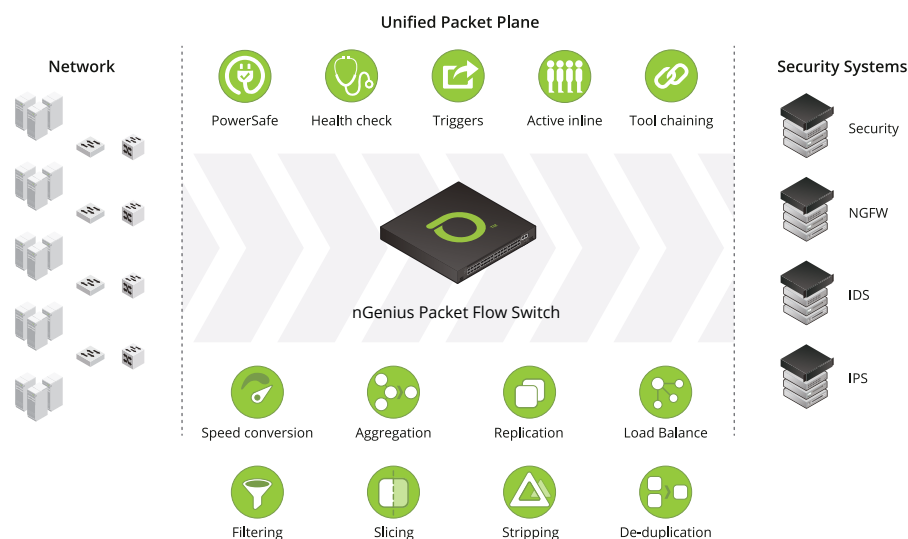 Unified Packet Plane
Network
Security Systems
PowerSafe
Health check
Triggers
Active inline
Tool chaining
Security
NGFW
IDS
IPS
nGenius Packet Flow Switch
Speed conversion
Aggregation
Replication
Load Balance
Filtering
Slicing
Stripping
De-duplication